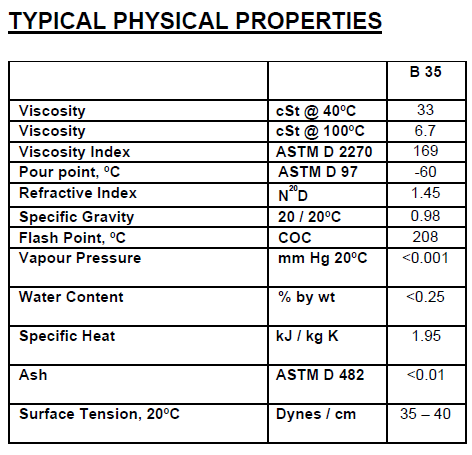 TYPICAL PHYSICAL PROPERTIES
B 35
Viscosity cSt @ 40ºC 33
Viscosity cSt @ 100ºC 6.7
Viscosity Index ASTM D 2270 169
Pour point, ºC ASTM D 97 -60
Refractive Index N²⁰D 1.45
Specific Gravity 20 / 20ºC 0.98
Flash Point, ºC COC 208
Vapour Pressure mm Hg 20ºC <0.001
Water Content % by wt <0.25
Specific Heat kJ / kg K 1.95
Ash ASTM D 482 <0.01
Surface Tension, 20ºC Dynes / cm 35 – 40